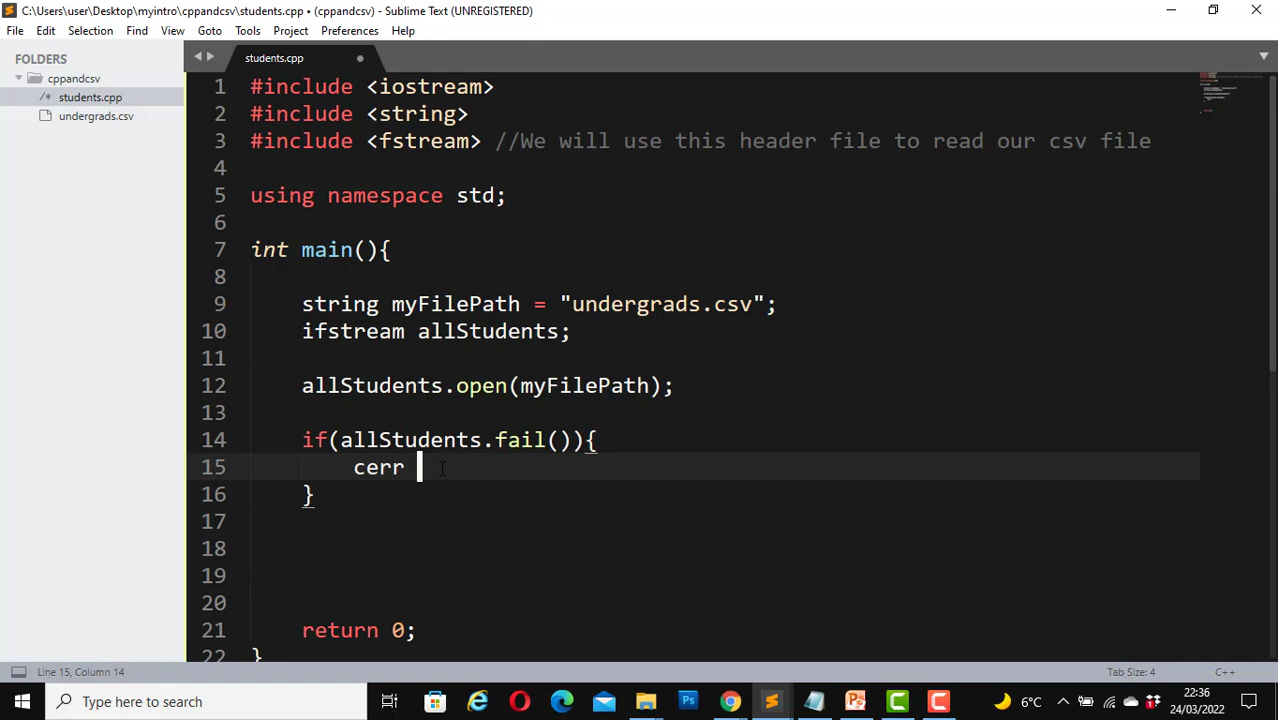 C:\Users\user\Desktop\myintro\cppandcsv\students.cpp • (cppandcsv) - Sublime Text (UNREGISTERED)
File Edit Selection Find View Goto Tools Project Preferences Help
FOLDERS
cppandcsv
/* students.cpp
undergrads.csv
students.cpp
1 #include <iostream>
2 #include <string>
3 #include <fstream> //We will use this header file to read our csv file
4
5 using namespace std;
6
7 int main(){
8
9 string myFilePath = "undergrads.csv";
10 ifstream allStudents;
11
12 allStudents.open(myFilePath);
13
14 if(allStudents.fail()){
15 cerr
16 }
17
18
19
20
21 return 0;
22 }
Line 15, Column 14
Tab Size: 4
C++
Type here to search
Ps
6°C
22:36
24/03/2022